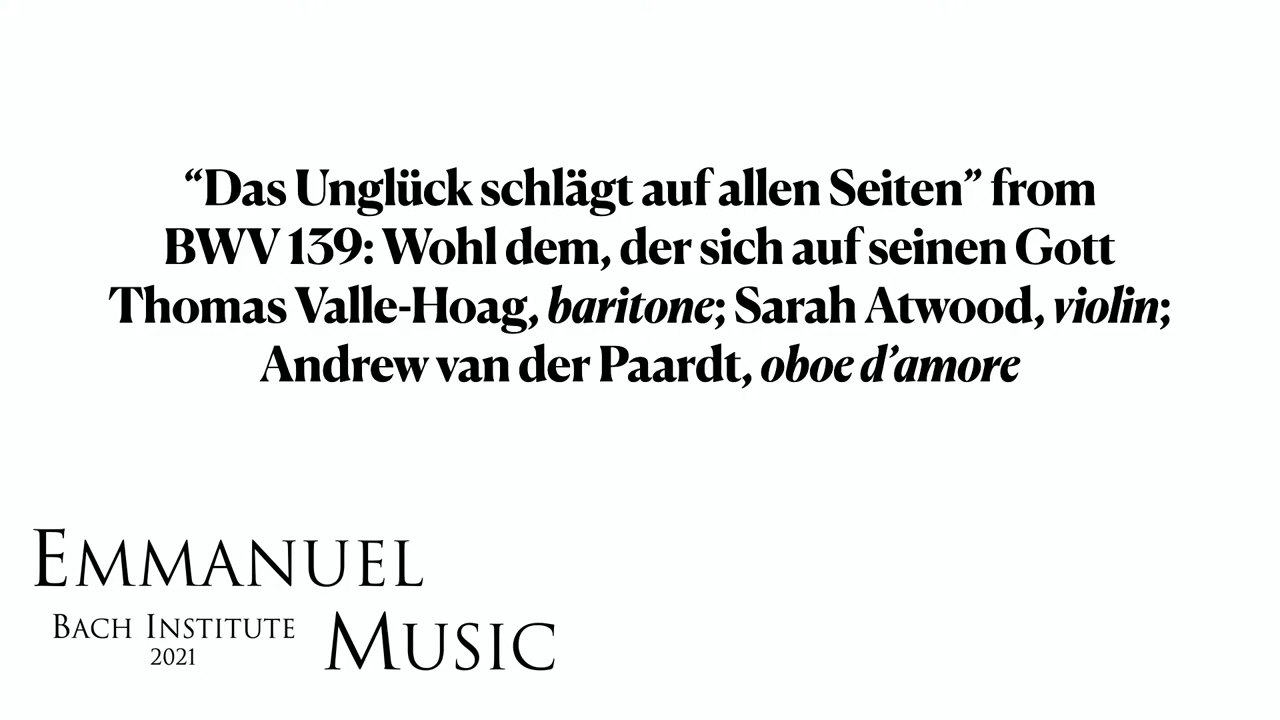 “Das Unglück schlägt auf allen Seiten” from
BWV 139: Wohl dem, der sich auf seinen Gott
Thomas Valle-Hoag, baritone; Sarah Atwood, violin;
Andrew van der Paardt, oboe d’amore
EMMANUEL
BACH INSTITUTE
2021
MUSIC